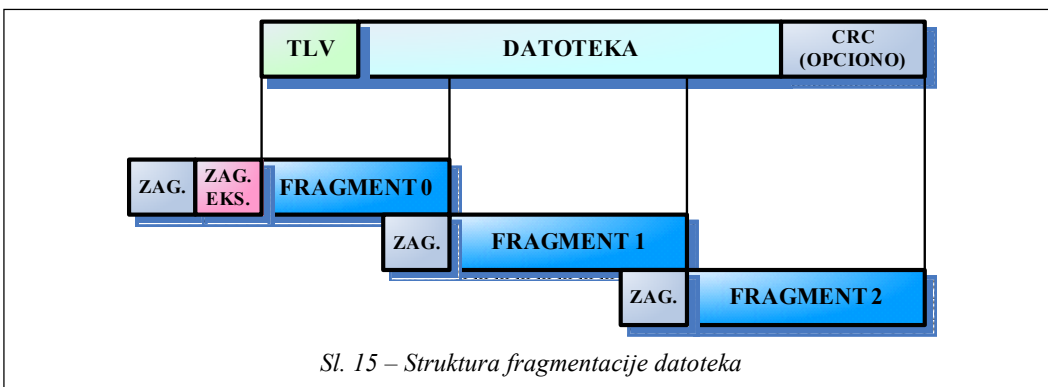 TLV
DATOTEKA
CRC
(OPCIONO)
ZAG.
ZAG.
EKS.
FRAGMENT 0
ZAG.
FRAGMENT 1
ZAG.
FRAGMENT 2
Sl. 15 – Struktura fragmentacije datoteka